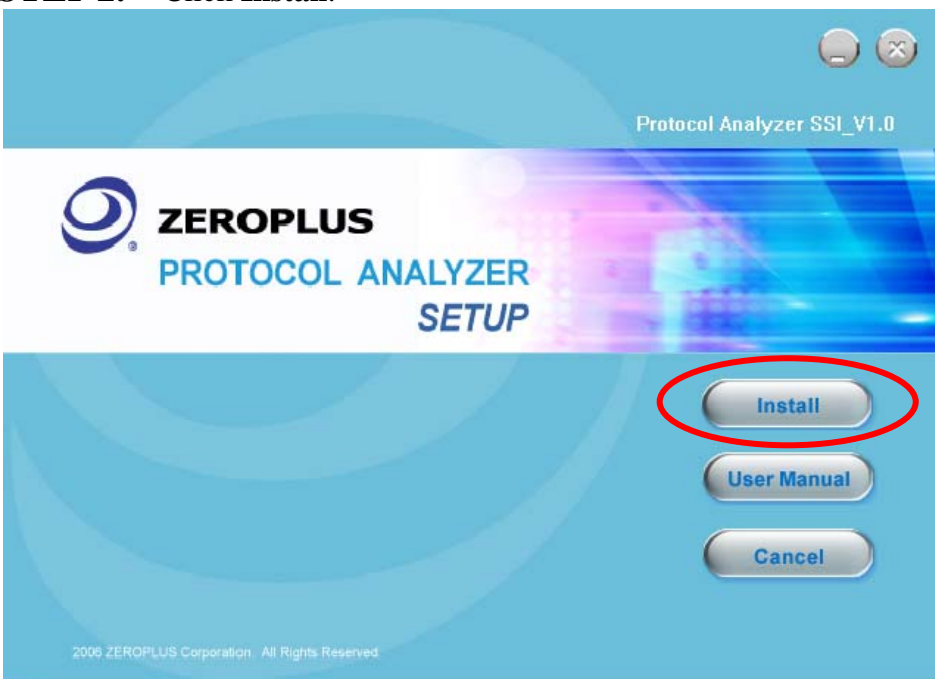 Protocol Analyzer SSI_V1.0
ZEROPLUS
PROTOCOL ANALYZER
SETUP
Install
User Manual
Cancel
2006 ZEROPLUS Corporation. All Rights Reserved.